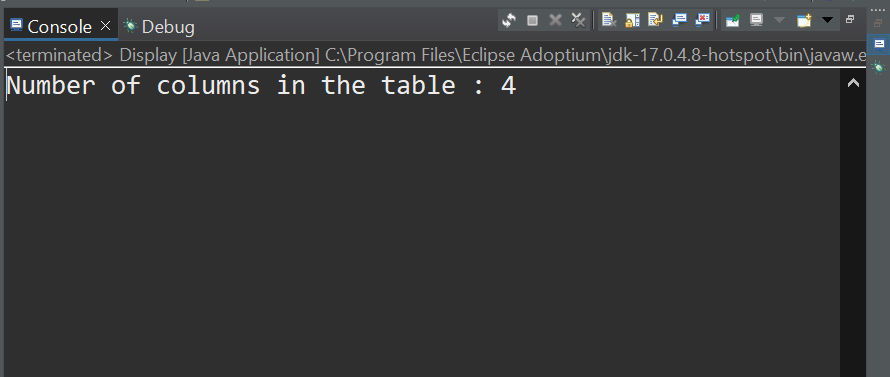 Console
Debug
<terminated> Display [Java Application] C:\Program Files\Eclipse Adoptium\jdk-17.0.4.8-hotspot\bin\javaw.e
Number of columns in the table : 4